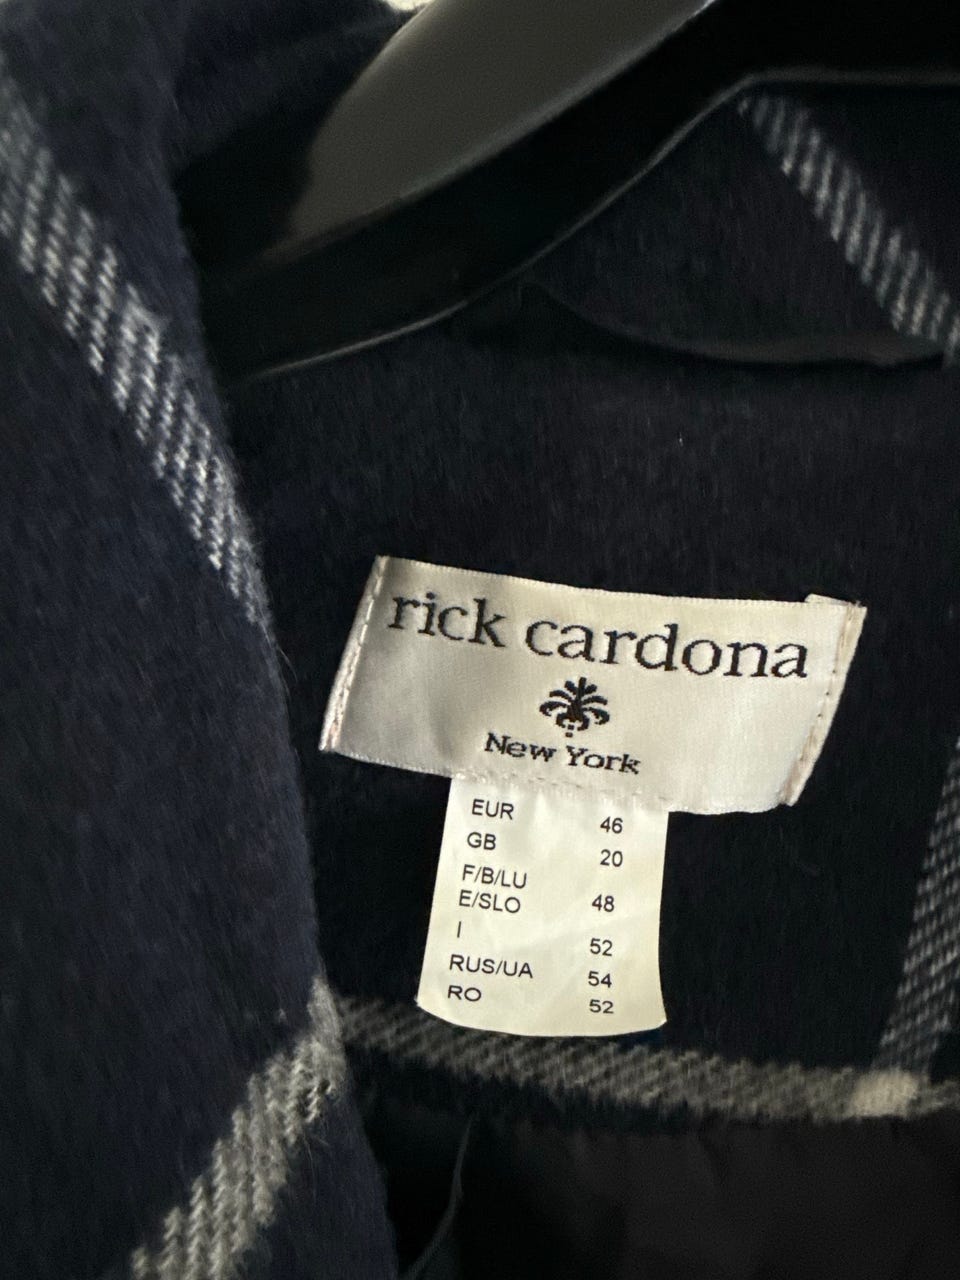 rick cardona
New York
EUR 46
GB 20
F/B/LU
E/SLO 48
I 52
RUS/UA 54
RO 52